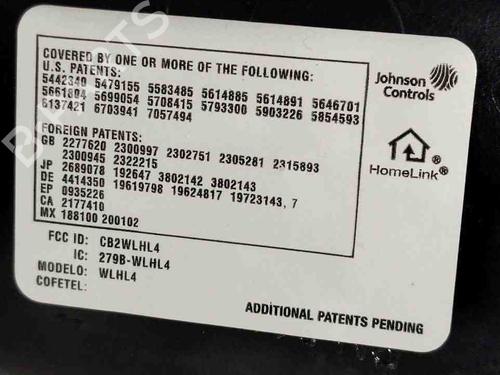 COVERED BY ONE OR MORE OF THE FOLLOWING:
U.S. PATENTS:
5442340 5479155 5583485 5614885 5614891 5646701
5661804 5699054 5708415 5793300 5903226 5854593
6137421 6703941 7057494
FOREIGN PATENTS:
GB 2277620 2300997 2302751 2305281 2315893
2300945 2322215
JP 2689078 192647 3802142 3802143
DE 4414350 19619798 19624817 19723143, 7
EP 0935226
CA 2177410
MX 188100 200102
FCC ID: CB2WLHL4
IC: 279B-WLHL4
MODELO: WLHL4
COFETEL:
Johnson
Controls
®
HomeLink®
ADDITIONAL PATENTS PENDING
B-PARTS